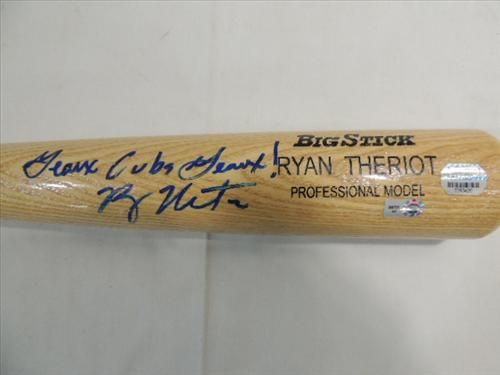 Geaux Cubs Geaux!
BIG STICK
RYAN THERIOT
PROFESSIONAL MODEL